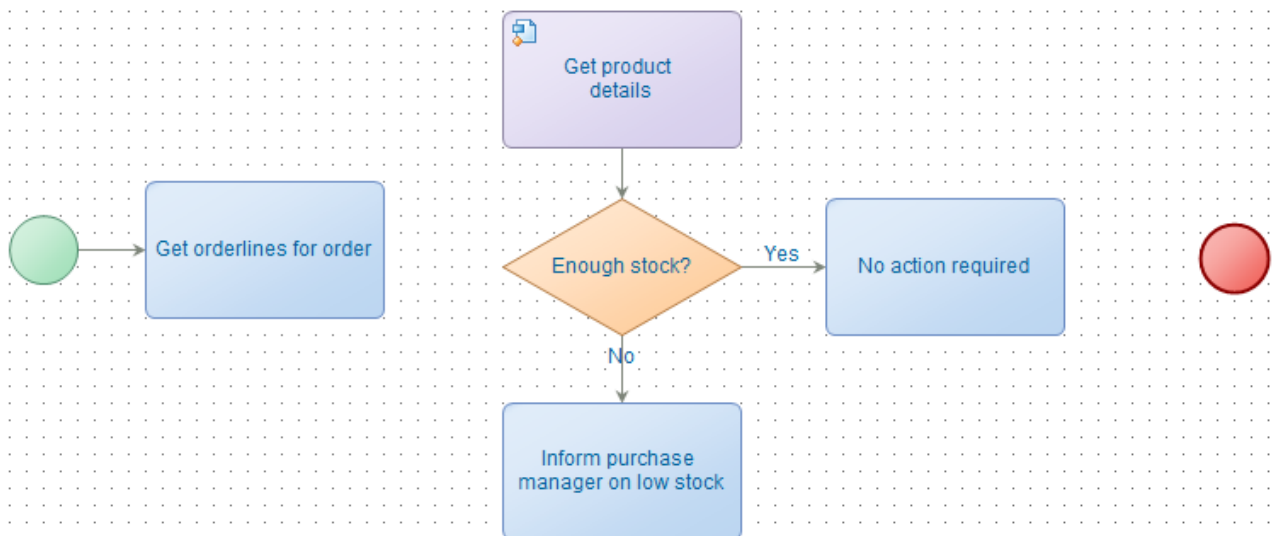 Get product
details
Get orderlines for order
Enough stock?
Yes
No action required
No
Inform purchase
manager on low stock